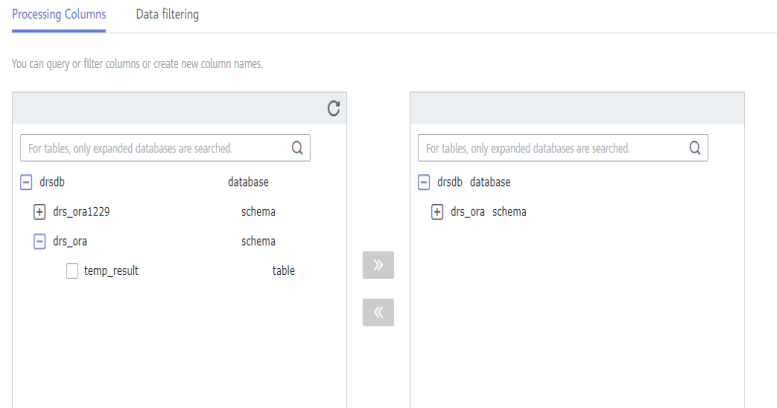 Processing Columns Data filtering
You can query or filter columns or create new column names.
For tables, only expanded databases are searched.
drsdb database
drs_ora1229 schema
drs_ora schema
temp_result table
For tables, only expanded databases are searched.
drsdb database
drs_ora schema